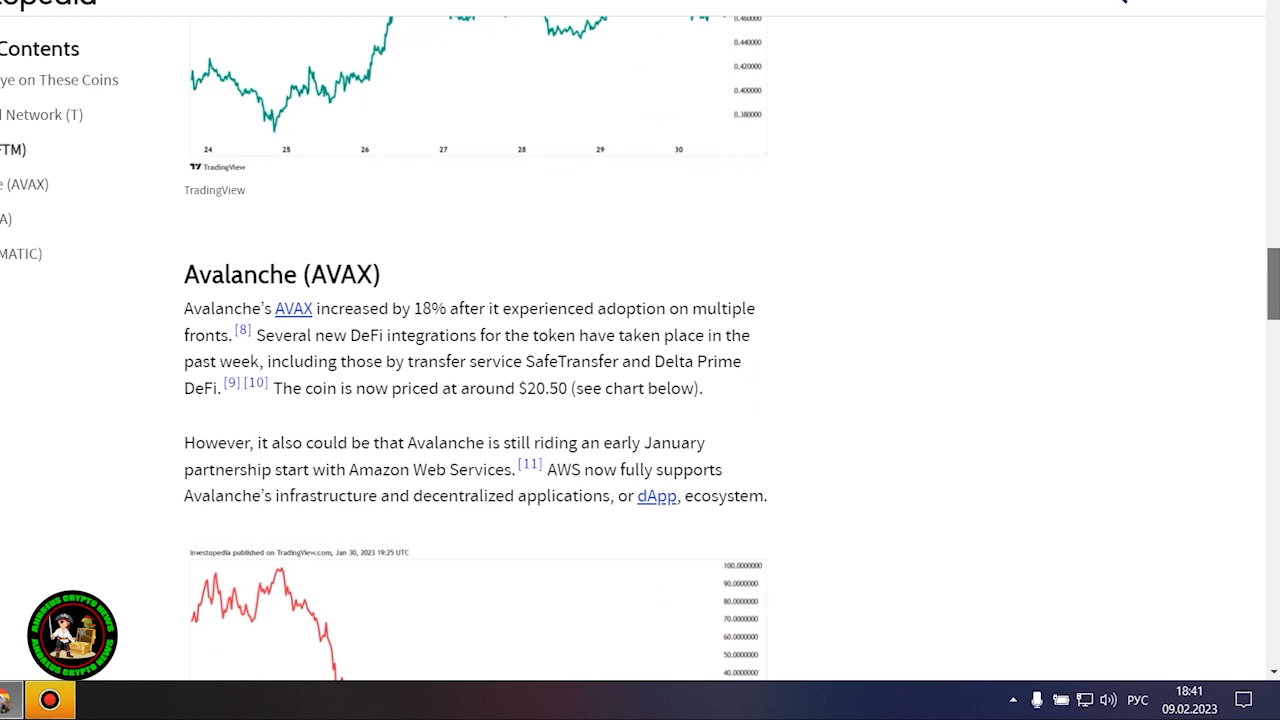 Contents
ye on These Coins
l Network (T)
FTM)
e (AVAX)
A)
MATIC)
0.460000
0.440000
0.420000
0.400000
0.380000
24 25 26 27 28 29 30
TradingView
TradingView
Avalanche (AVAX)
Avalanche’s AVAX increased by 18% after it experienced adoption on multiple
fronts. [8] Several new DeFi integrations for the token have taken place in the
past week, including those by transfer service SafeTransfer and Delta Prime
DeFi. [9] [10] The coin is now priced at around $20.50 (see chart below).
However, it also could be that Avalanche is still riding an early January
partnership start with Amazon Web Services. [11] AWS now fully supports
Avalanche’s infrastructure and decentralized applications, or dApp, ecosystem.
Investopedia published on TradingView.com, Jan 30, 2023 19:25 UTC
100.0000000
90.0000000
80.0000000
70.0000000
60.0000000
50.0000000
40.0000000
ANDREUS CRYPTO NEWS
ANDREUS CRYPTO NEWS
РУС
18:41
09.02.2023